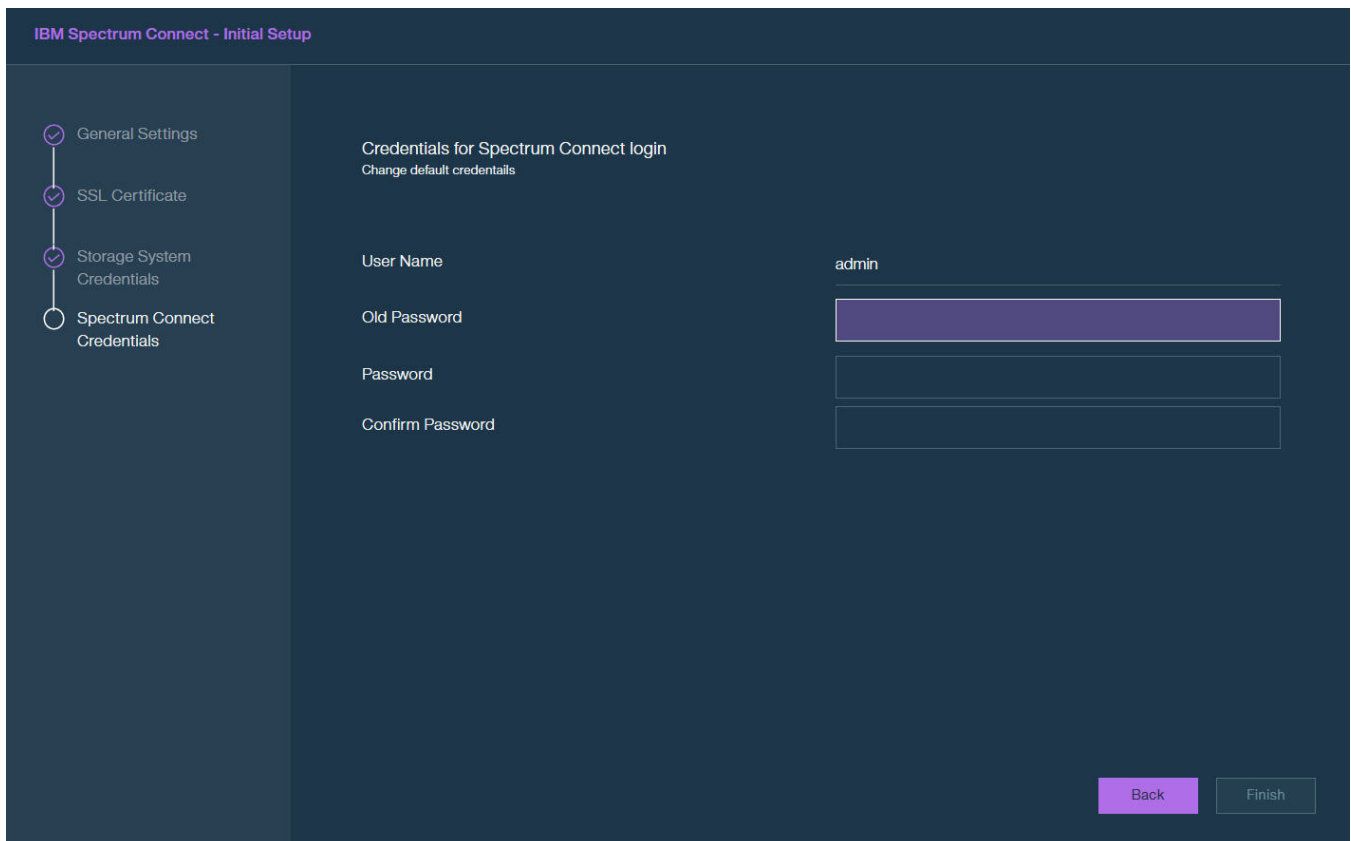 IBM Spectrum Connect - Initial Setup
General Settings
SSL Certificate
Storage System
Credentials
Spectrum Connect
Credentials
Credentials for Spectrum Connect login
Change default credentails
User Name
admin
Old Password
Password
Confirm Password
Back
Finish